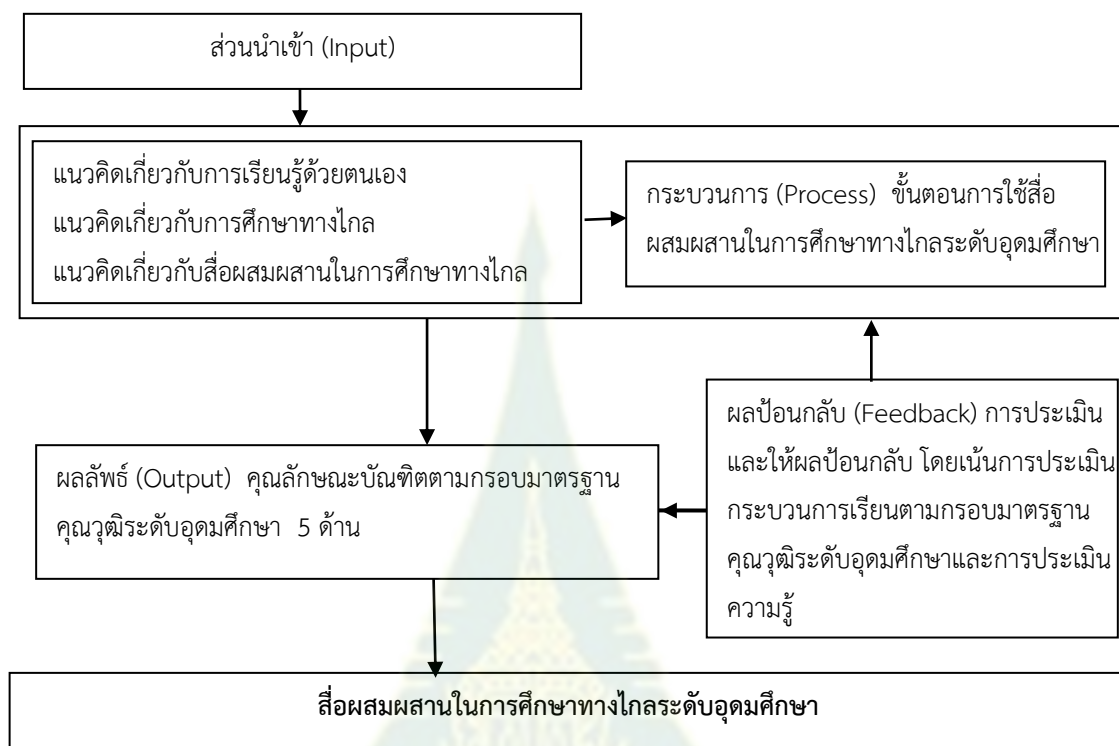 ส่วนนำเข้า (Input)
แนวคิดเกี่ยวกับการเรียนรู้ด้วยตนเอง
แนวคิดเกี่ยวกับการศึกษาทางไกล
แนวคิดเกี่ยวกับสื่อผสมผสานในการศึกษาทางไกล
กระบวนการ (Process) ขั้นตอนการใช้สื่อ
ผสมผสานในการศึกษาทางไกลระดับอุดมศึกษา
ผลลัพธ์ (Output) คุณลักษณะบัณฑิตตามกรอบมาตรฐาน
คุณวุฒิระดับอุดมศึกษา 5 ด้าน
ผลป้อนกลับ (Feedback) การประเมิน
และให้ผลป้อนกลับ โดยเน้นการประเมิน
กระบวนการเรียนตามกรอบมาตรฐาน
คุณวุฒิระดับอุดมศึกษาและการประเมิน
ความรู้
สื่อผสมผสานในการศึกษาทางไกลระดับอุดมศึกษา